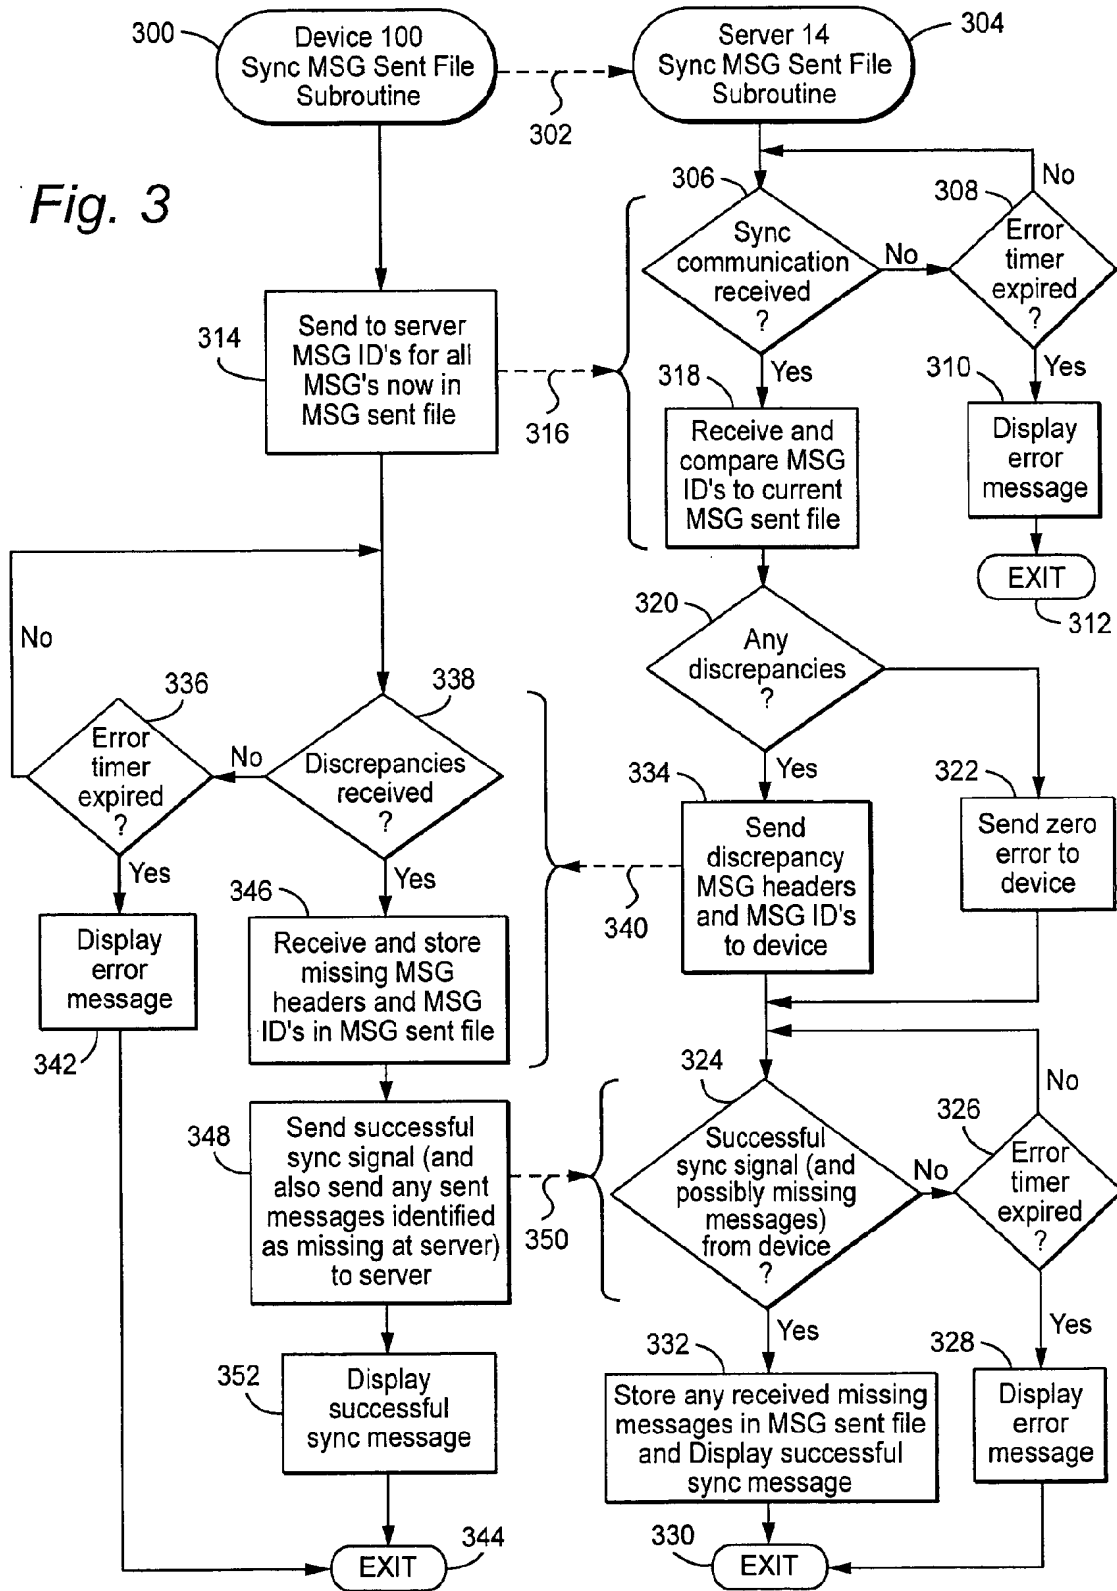 300
Device 100
Sync MSG Sent File
Subroutine
302
Server 14
Sync MSG Sent File
Subroutine
304
Fig. 3
306
Sync
communication
received
?
No
Yes
308
Error
timer
expired
?
No
Yes
310
Display
error
message
EXIT
312
314
Send to server
MSG ID's for all
MSG's now in
MSG sent file
316
318
Receive and
compare MSG
ID's to current
MSG sent file
320
Any
discrepancies
?
Yes
322
Send zero
error to
device
334
Send
discrepancy
MSG headers
and MSG ID's
to device
340
336
Error
timer
expired
?
No
Yes
338
Discrepancies
received
?
No
Yes
342
Display
error
message
346
Receive and store
missing MSG
headers and MSG
ID's in MSG sent file
348
Send successful
sync signal (and
also send any sent
messages identified
as missing at server)
to server
350
324
Successful
sync signal (and
possibly missing
messages)
from device
?
No
Yes
326
Error
timer
expired
?
No
Yes
328
Display
error
message
332
Store any received missing
messages in MSG sent file
and Display successful
sync message
352
Display
successful
sync message
EXIT
344
330
EXIT